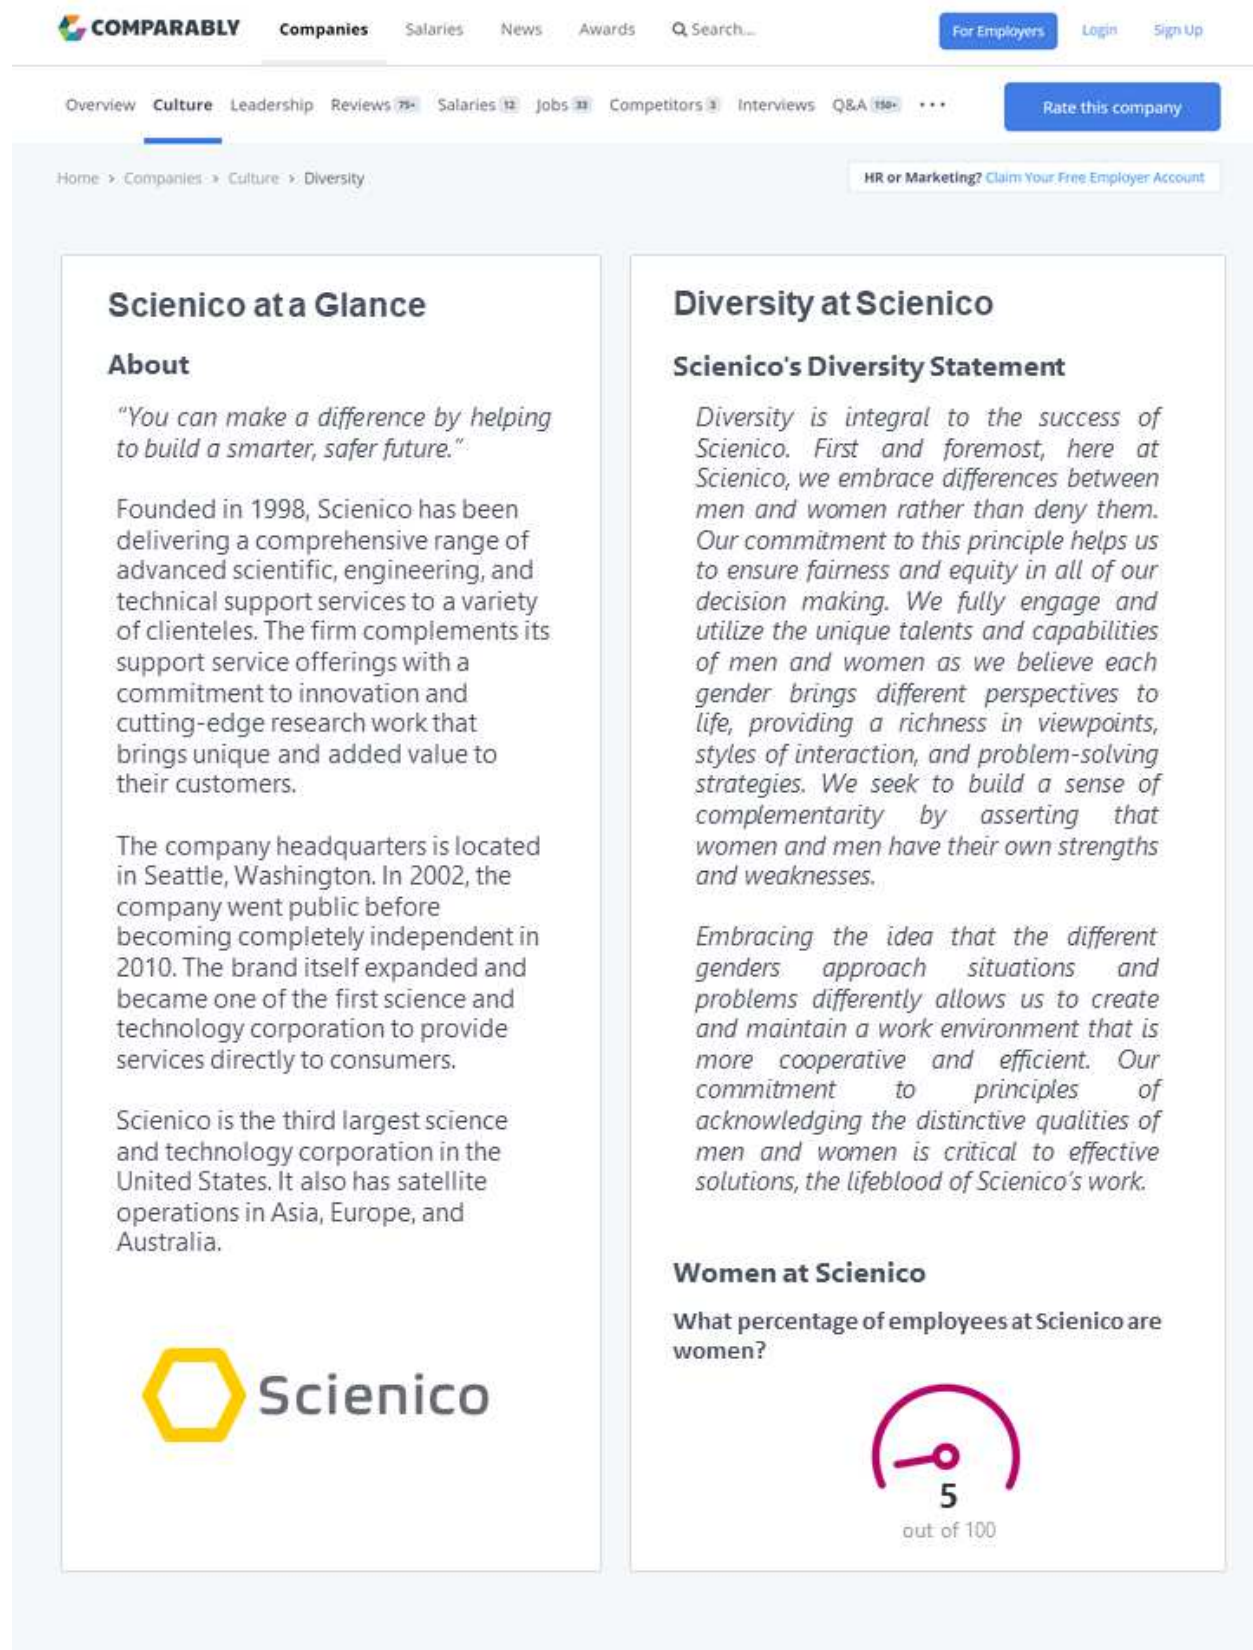 COMPARABLY Companies Salaries News Awards Search... For Employers Login Sign Up
Overview Culture Leadership Reviews 75+ Salaries 12 Jobs 33 Competitors 3 Interviews Q&A 150+ ··· Rate this company
Home > Companies > Culture > Diversity HR or Marketing? Claim Your Free Employer Account
Scienico at a Glance
About
"You can make a difference by helping
to build a smarter, safer future."
Founded in 1998, Scienico has been
delivering a comprehensive range of
advanced scientific, engineering, and
technical support services to a variety
of clienteles. The firm complements its
support service offerings with a
commitment to innovation and
cutting-edge research work that
brings unique and added value to
their customers.
The company headquarters is located
in Seattle, Washington. In 2002, the
company went public before
becoming completely independent in
2010. The brand itself expanded and
became one of the first science and
technology corporation to provide
services directly to consumers.
Scienico is the third largest science
and technology corporation in the
United States. It also has satellite
operations in Asia, Europe, and
Australia.
Scienico
Diversity at Scienico
Scienico's Diversity Statement
Diversity is integral to the success of
Scienico. First and foremost, here at
Scienico, we embrace differences between
men and women rather than deny them.
Our commitment to this principle helps us
to ensure fairness and equity in all of our
decision making. We fully engage and
utilize the unique talents and capabilities
of men and women as we believe each
gender brings different perspectives to
life, providing a richness in viewpoints,
styles of interaction, and problem-solving
strategies. We seek to build a sense of
complementarity by asserting that
women and men have their own strengths
and weaknesses.
Embracing the idea that the different
genders approach situations and
problems differently allows us to create
and maintain a work environment that is
more cooperative and efficient. Our
commitment to principles of
acknowledging the distinctive qualities of
men and women is critical to effective
solutions, the lifeblood of Scienico's work.
Women at Scienico
What percentage of employees at Scienico are
women?
5
out of 100